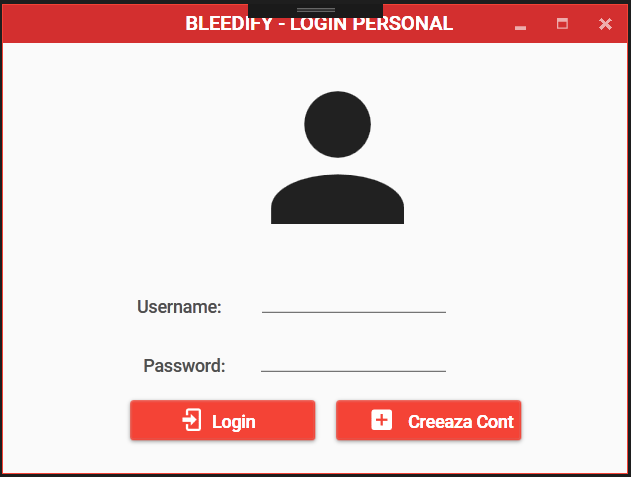 BLEEDIFY - LOGIN PERSONAL
Username:
Password:
Login
Creeaza Cont